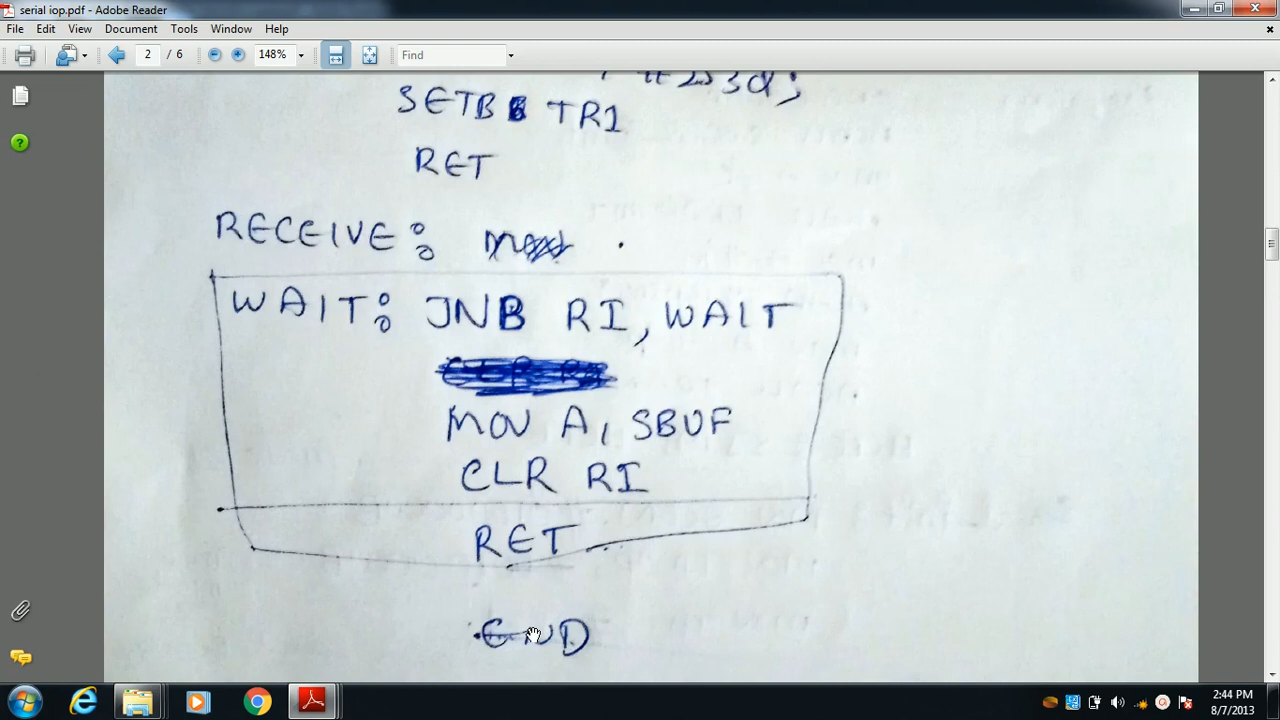 serial iop.pdf - Adobe Reader
File Edit View Document Tools Window Help
2 / 6 148% Find
SETB TR1
RET
RECEIVE:
WAIT: JNB RI, WAIT
MOV A, SBUF
CLR RI
RET
END
2:44 PM
8/7/2013